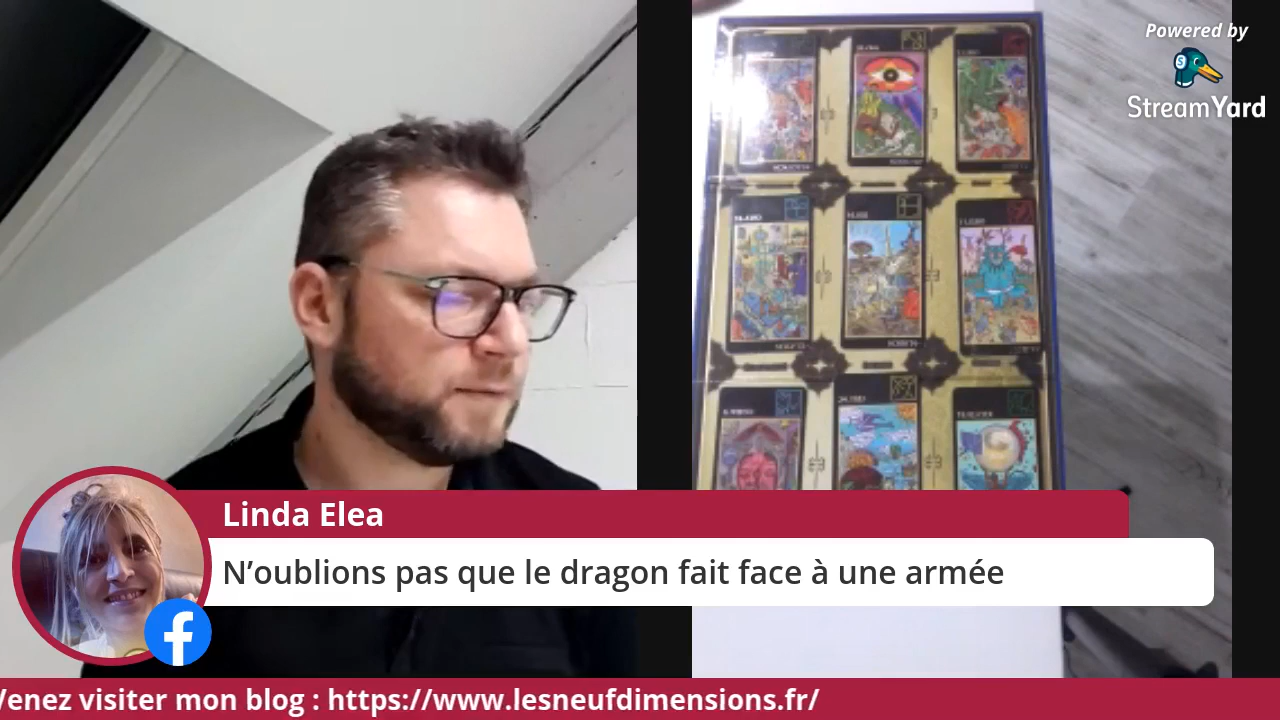 Powered by
StreamYard
Linda Elea
N’oublions pas que le dragon fait face à une armée
Venez visiter mon blog : https://www.lesneufdimensions.fr/